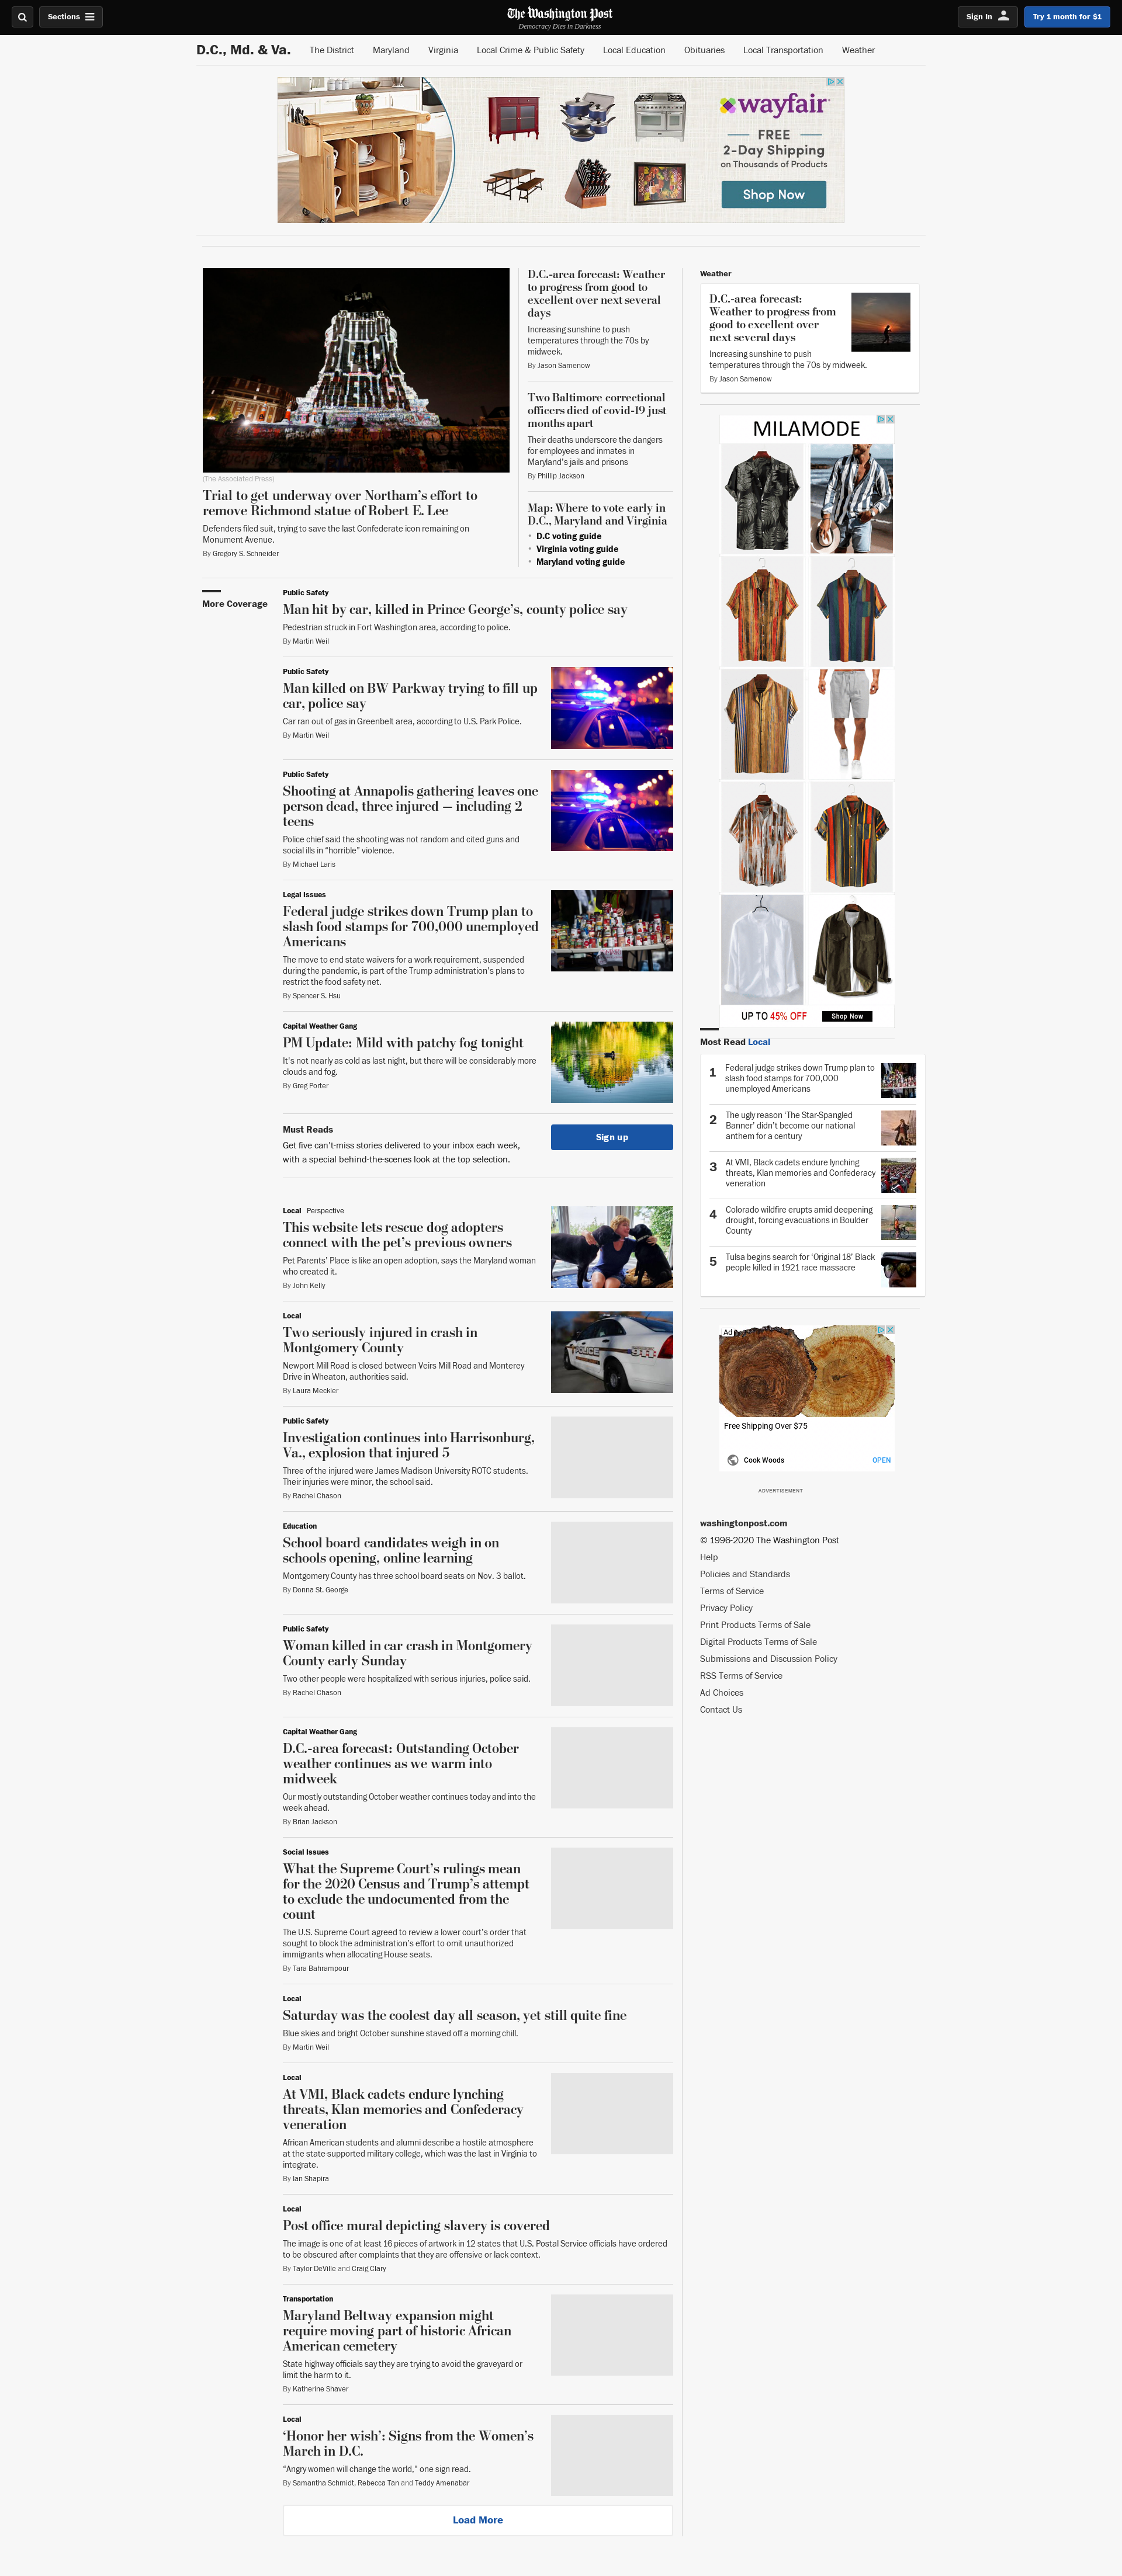 Sections
The Washington Post
Democracy Dies in Darkness
Sign In
Try 1 month for $1
D.C., Md. & Va.
The District
Maryland
Virginia
Local Crime & Public Safety
Local Education
Obituaries
Local Transportation
Weather
wayfair
FREE
2-Day Shipping
on Thousands of Products
Shop Now
BLM
(The Associated Press)
Trial to get underway over Northam's effort to
remove Richmond statue of Robert E. Lee
Defenders filed suit, trying to save the last Confederate icon remaining on
Monument Avenue.
By Gregory S. Schneider
D.C.-area forecast: Weather
to progress from good to
excellent over next several
days
Increasing sunshine to push
temperatures through the 70s by
midweek.
By Jason Samenow
Two Baltimore correctional
officers died of covid-19 just
months apart
Their deaths underscore the dangers
for employees and inmates in
Maryland's jails and prisons
By Phillip Jackson
Map: Where to vote early in
D.C., Maryland and Virginia
• D.C voting guide
• Virginia voting guide
• Maryland voting guide
More Coverage
Public Safety
Man hit by car, killed in Prince George's, county police say
Pedestrian struck in Fort Washington area, according to police.
By Martin Weil
Public Safety
Man killed on BW Parkway trying to fill up
car, police say
Car ran out of gas in Greenbelt area, according to U.S. Park Police.
By Martin Weil
Public Safety
Shooting at Annapolis gathering leaves one
person dead, three injured — including 2
teens
Police chief said the shooting was not random and cited guns and
social ills in “horrible” violence.
By Michael Laris
Legal Issues
Federal judge strikes down Trump plan to
slash food stamps for 700,000 unemployed
Americans
The move to end state waivers for a work requirement, suspended
during the pandemic, is part of the Trump administration's plans to
restrict the food safety net.
By Spencer S. Hsu
Capital Weather Gang
PM Update: Mild with patchy fog tonight
It's not nearly as cold as last night, but there will be considerably more
clouds and fog.
By Greg Porter
Must Reads
Get five can't-miss stories delivered to your inbox each week,
with a special behind-the-scenes look at the top selection.
Sign up
Local Perspective
This website lets rescue dog adopters
connect with the pet's previous owners
Pet Parents' Place is like an open adoption, says the Maryland woman
who created it.
By John Kelly
Local
Two seriously injured in crash in
Montgomery County
Newport Mill Road is closed between Veirs Mill Road and Monterey
Drive in Wheaton, authorities said.
By Laura Meckler
Public Safety
Investigation continues into Harrisonburg,
Va., explosion that injured 5
Three of the injured were James Madison University ROTC students.
Their injuries were minor, the school said.
By Rachel Chason
Education
School board candidates weigh in on
schools opening, online learning
Montgomery County has three school board seats on Nov. 3 ballot.
By Donna St. George
Public Safety
Woman killed in car crash in Montgomery
County early Sunday
Two other people were hospitalized with serious injuries, police said.
By Rachel Chason
Capital Weather Gang
D.C.-area forecast: Outstanding October
weather continues as we warm into
midweek
Our mostly outstanding October weather continues today and into the
week ahead.
By Brian Jackson
Social Issues
What the Supreme Court's rulings mean
for the 2020 Census and Trump's attempt
to exclude the undocumented from the
count
The U.S. Supreme Court agreed to review a lower court's order that
sought to block the administration's effort to omit unauthorized
immigrants when allocating House seats.
By Tara Bahrampour
Local
Saturday was the coolest day all season, yet still quite fine
Blue skies and bright October sunshine staved off a morning chill.
By Martin Weil
Local
At VMI, Black cadets endure lynching
threats, Klan memories and Confederacy
veneration
African American students and alumni describe a hostile atmosphere
at the state-supported military college, which was the last in Virginia to
integrate.
By Ian Shapira
Local
Post office mural depicting slavery is covered
The image is one of at least 16 pieces of artwork in 12 states that U.S. Postal Service officials have ordered
to be obscured after complaints that they are offensive or lack context.
By Taylor DeVille and Craig Clary
Transportation
Maryland Beltway expansion might
require moving part of historic African
American cemetery
State highway officials say they are trying to avoid the graveyard or
limit the harm to it.
By Katherine Shaver
Local
‘Honor her wish’: Signs from the Women's
March in D.C.
“Angry women will change the world,” one sign read.
By Samantha Schmidt, Rebecca Tan and Teddy Amenabar
Load More
Weather
D.C.-area forecast:
Weather to progress from
good to excellent over
next several days
Increasing sunshine to push
temperatures through the 70s by midweek.
By Jason Samenow
MILAMODE
UP TO 45% OFF
Shop Now
Most Read Local
1
Federal judge strikes down Trump plan to
slash food stamps for 700,000
unemployed Americans
2
The ugly reason ‘The Star-Spangled
Banner’ didn't become our national
anthem for a century
3
At VMI, Black cadets endure lynching
threats, Klan memories and Confederacy
veneration
4
Colorado wildfire erupts amid deepening
drought, forcing evacuations in Boulder
County
5
Tulsa begins search for ‘Original 18’ Black
people killed in 1921 race massacre
Ad
Free Shipping Over $75
Cook Woods
OPEN
ADVERTISEMENT
washingtonpost.com
© 1996-2020 The Washington Post
Help
Policies and Standards
Terms of Service
Privacy Policy
Print Products Terms of Sale
Digital Products Terms of Sale
Submissions and Discussion Policy
RSS Terms of Service
Ad Choices
Contact Us